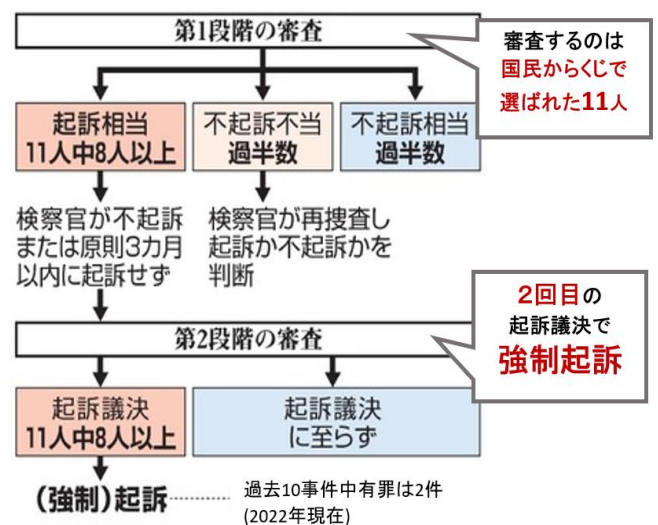 第1段階の審査
審査するのは
国民からくじで
選ばれた11人
起訴相当
11人中8人以上
不起訴不当
過半数
不起訴相当
過半数
検察官が不起訴
または原則3カ月
以内に起訴せず
検察官が再捜査し
起訴か不起訴かを
判断
2回目の
起訴議決で
強制起訴
第2段階の審査
起訴議決
11人中8人以上
起訴議決
に至らず
(強制)起訴
過去10事件中有罪は2件
(2022年現在)